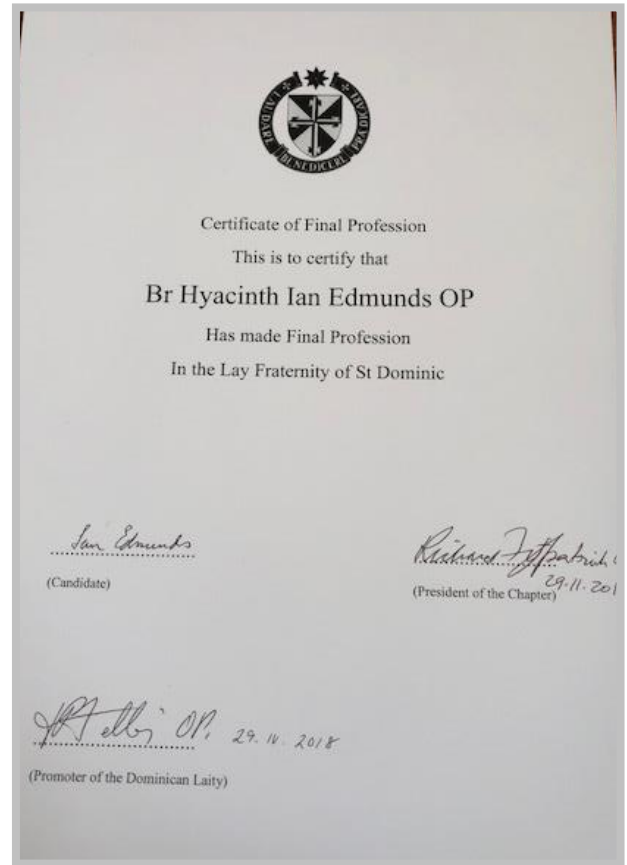 LAUDARE BENEDICERE PRAEDICARE
Certificate of Final Profession
This is to certify that
Br Hyacinth Ian Edmunds OP
Has made Final Profession
In the Lay Fraternity of St Dominic
Ian Edmunds
Richard Fitzpatrick
29.11.201
(Candidate)
(President of the Chapter)
OP. 29.11.2018
(Promoter of the Dominican Laity)